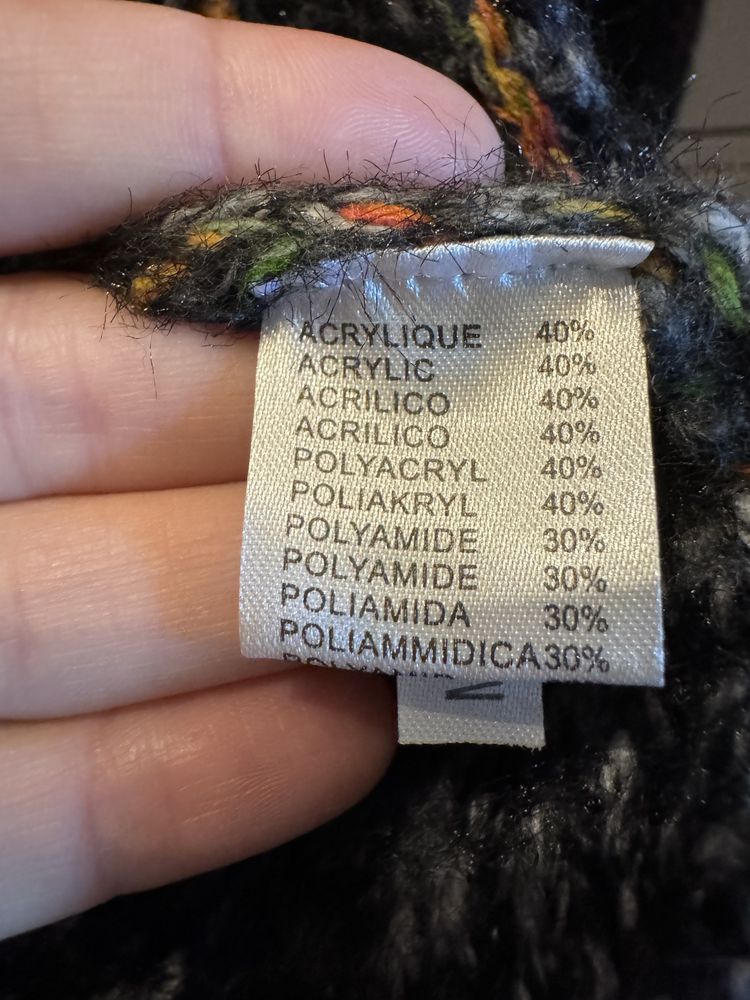 ACRYLIQUE 40%
ACRYLIC 40%
ACRILICO 40%
ACRILICO 40%
POLYACRYL 40%
POLIAKRYL 40%
POLYAMIDE 30%
POLYAMIDE 30%
POLIAMIDA 30%
POLIAMMIDICA 30%